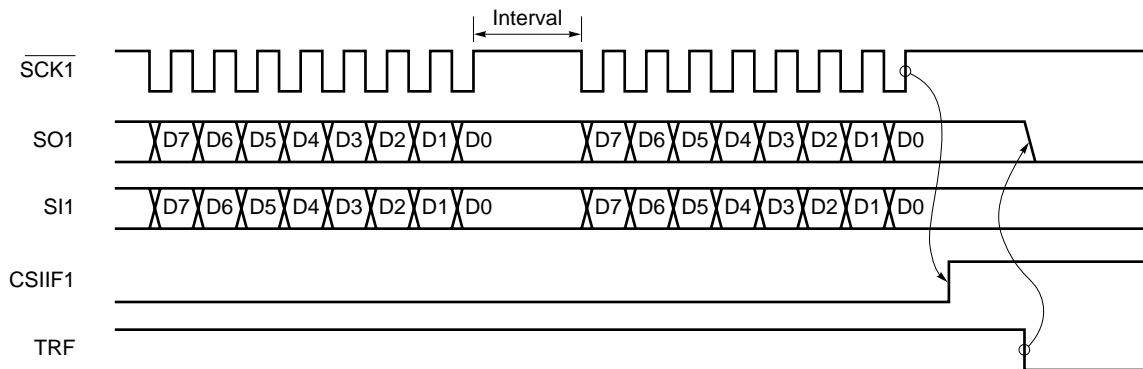 Interval
SCK1
SO1 D7 D6 D5 D4 D3 D2 D1 D0 D7 D6 D5 D4 D3 D2 D1 D0
SI1 D7 D6 D5 D4 D3 D2 D1 D0 D7 D6 D5 D4 D3 D2 D1 D0
CSIIF1
TRF